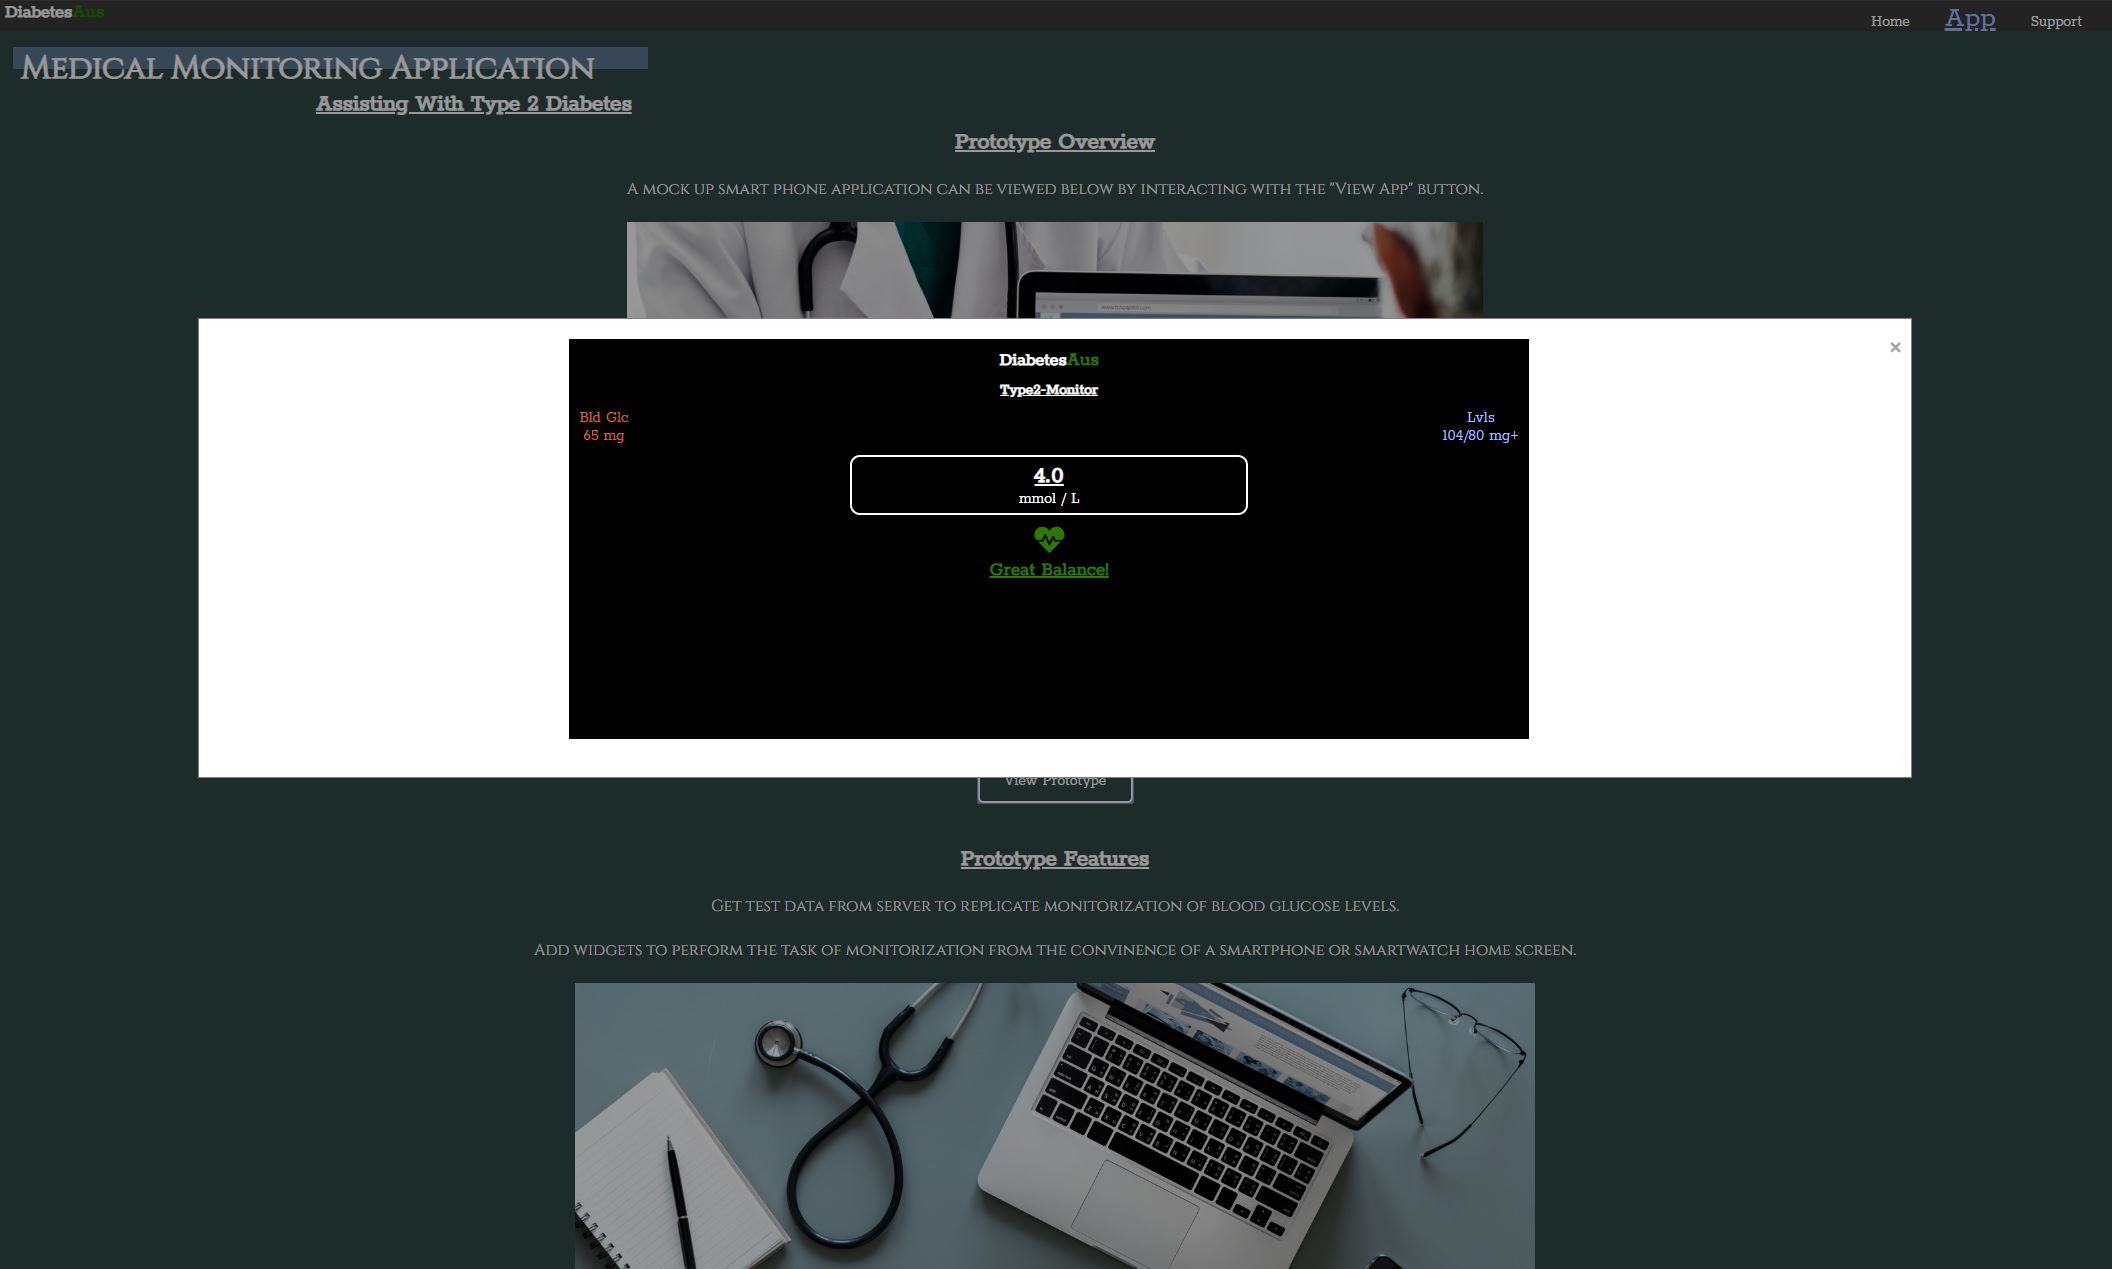 DiabetesAus
Home
App
Support
Medical Monitoring Application
Assisting With Type 2 Diabetes
Prototype Overview
A mock up smart phone application can be viewed below by interacting with the "View App" button.
DiabetesAus
×
Type2-Monitor
Bld Glc
65 mg
Lvls
104/80 mg+
4.0
mmol / L
Great Balance!
View Prototype
Prototype Features
Get test data from server to replicate monitorization of blood glucose levels.
Add widgets to perform the task of monitorization from the convinence of a smartphone or smartwatch home screen.